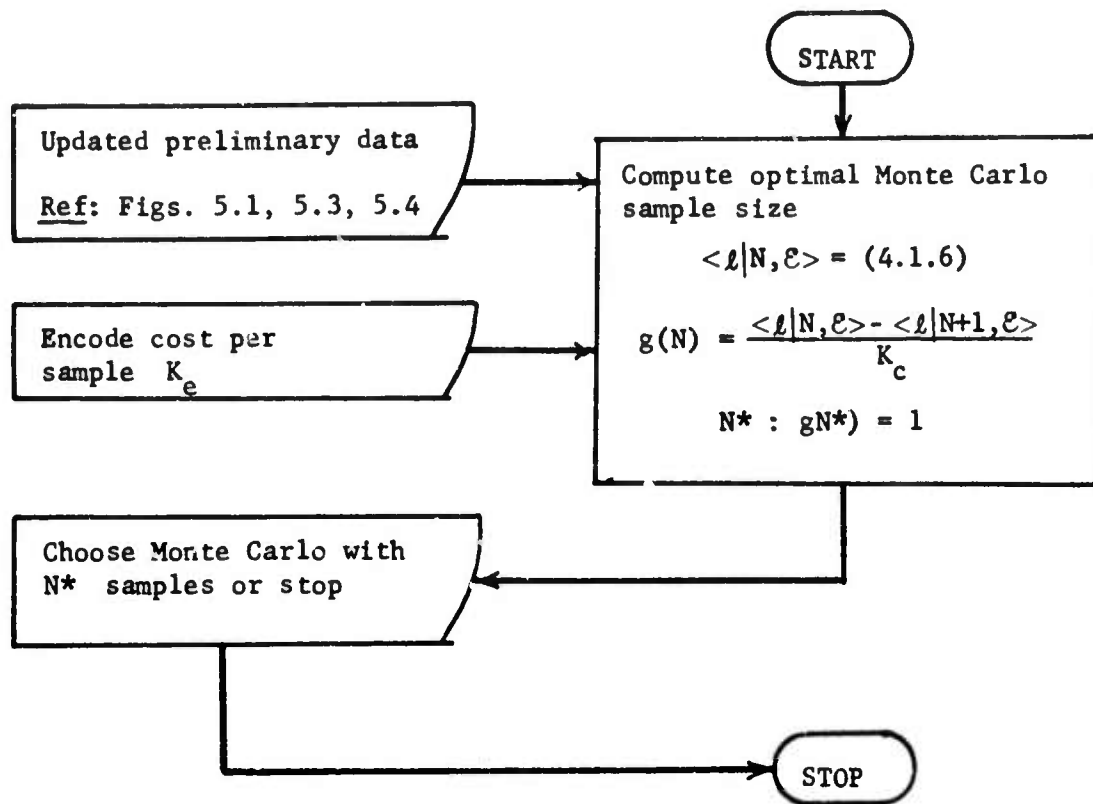 START
Updated preliminary data
Ref: Figs. 5.1, 5.3, 5.4
Compute optimal Monte Carlo
sample size
<ℓ|N,ℰ> = (4.1.6)
g(N) = <ℓ|N,ℰ> - <ℓ|N+1,ℰ>
K_c
N* : gN*) = 1
Encode cost per
sample K_e
Choose Monte Carlo with
N* samples or stop
STOP